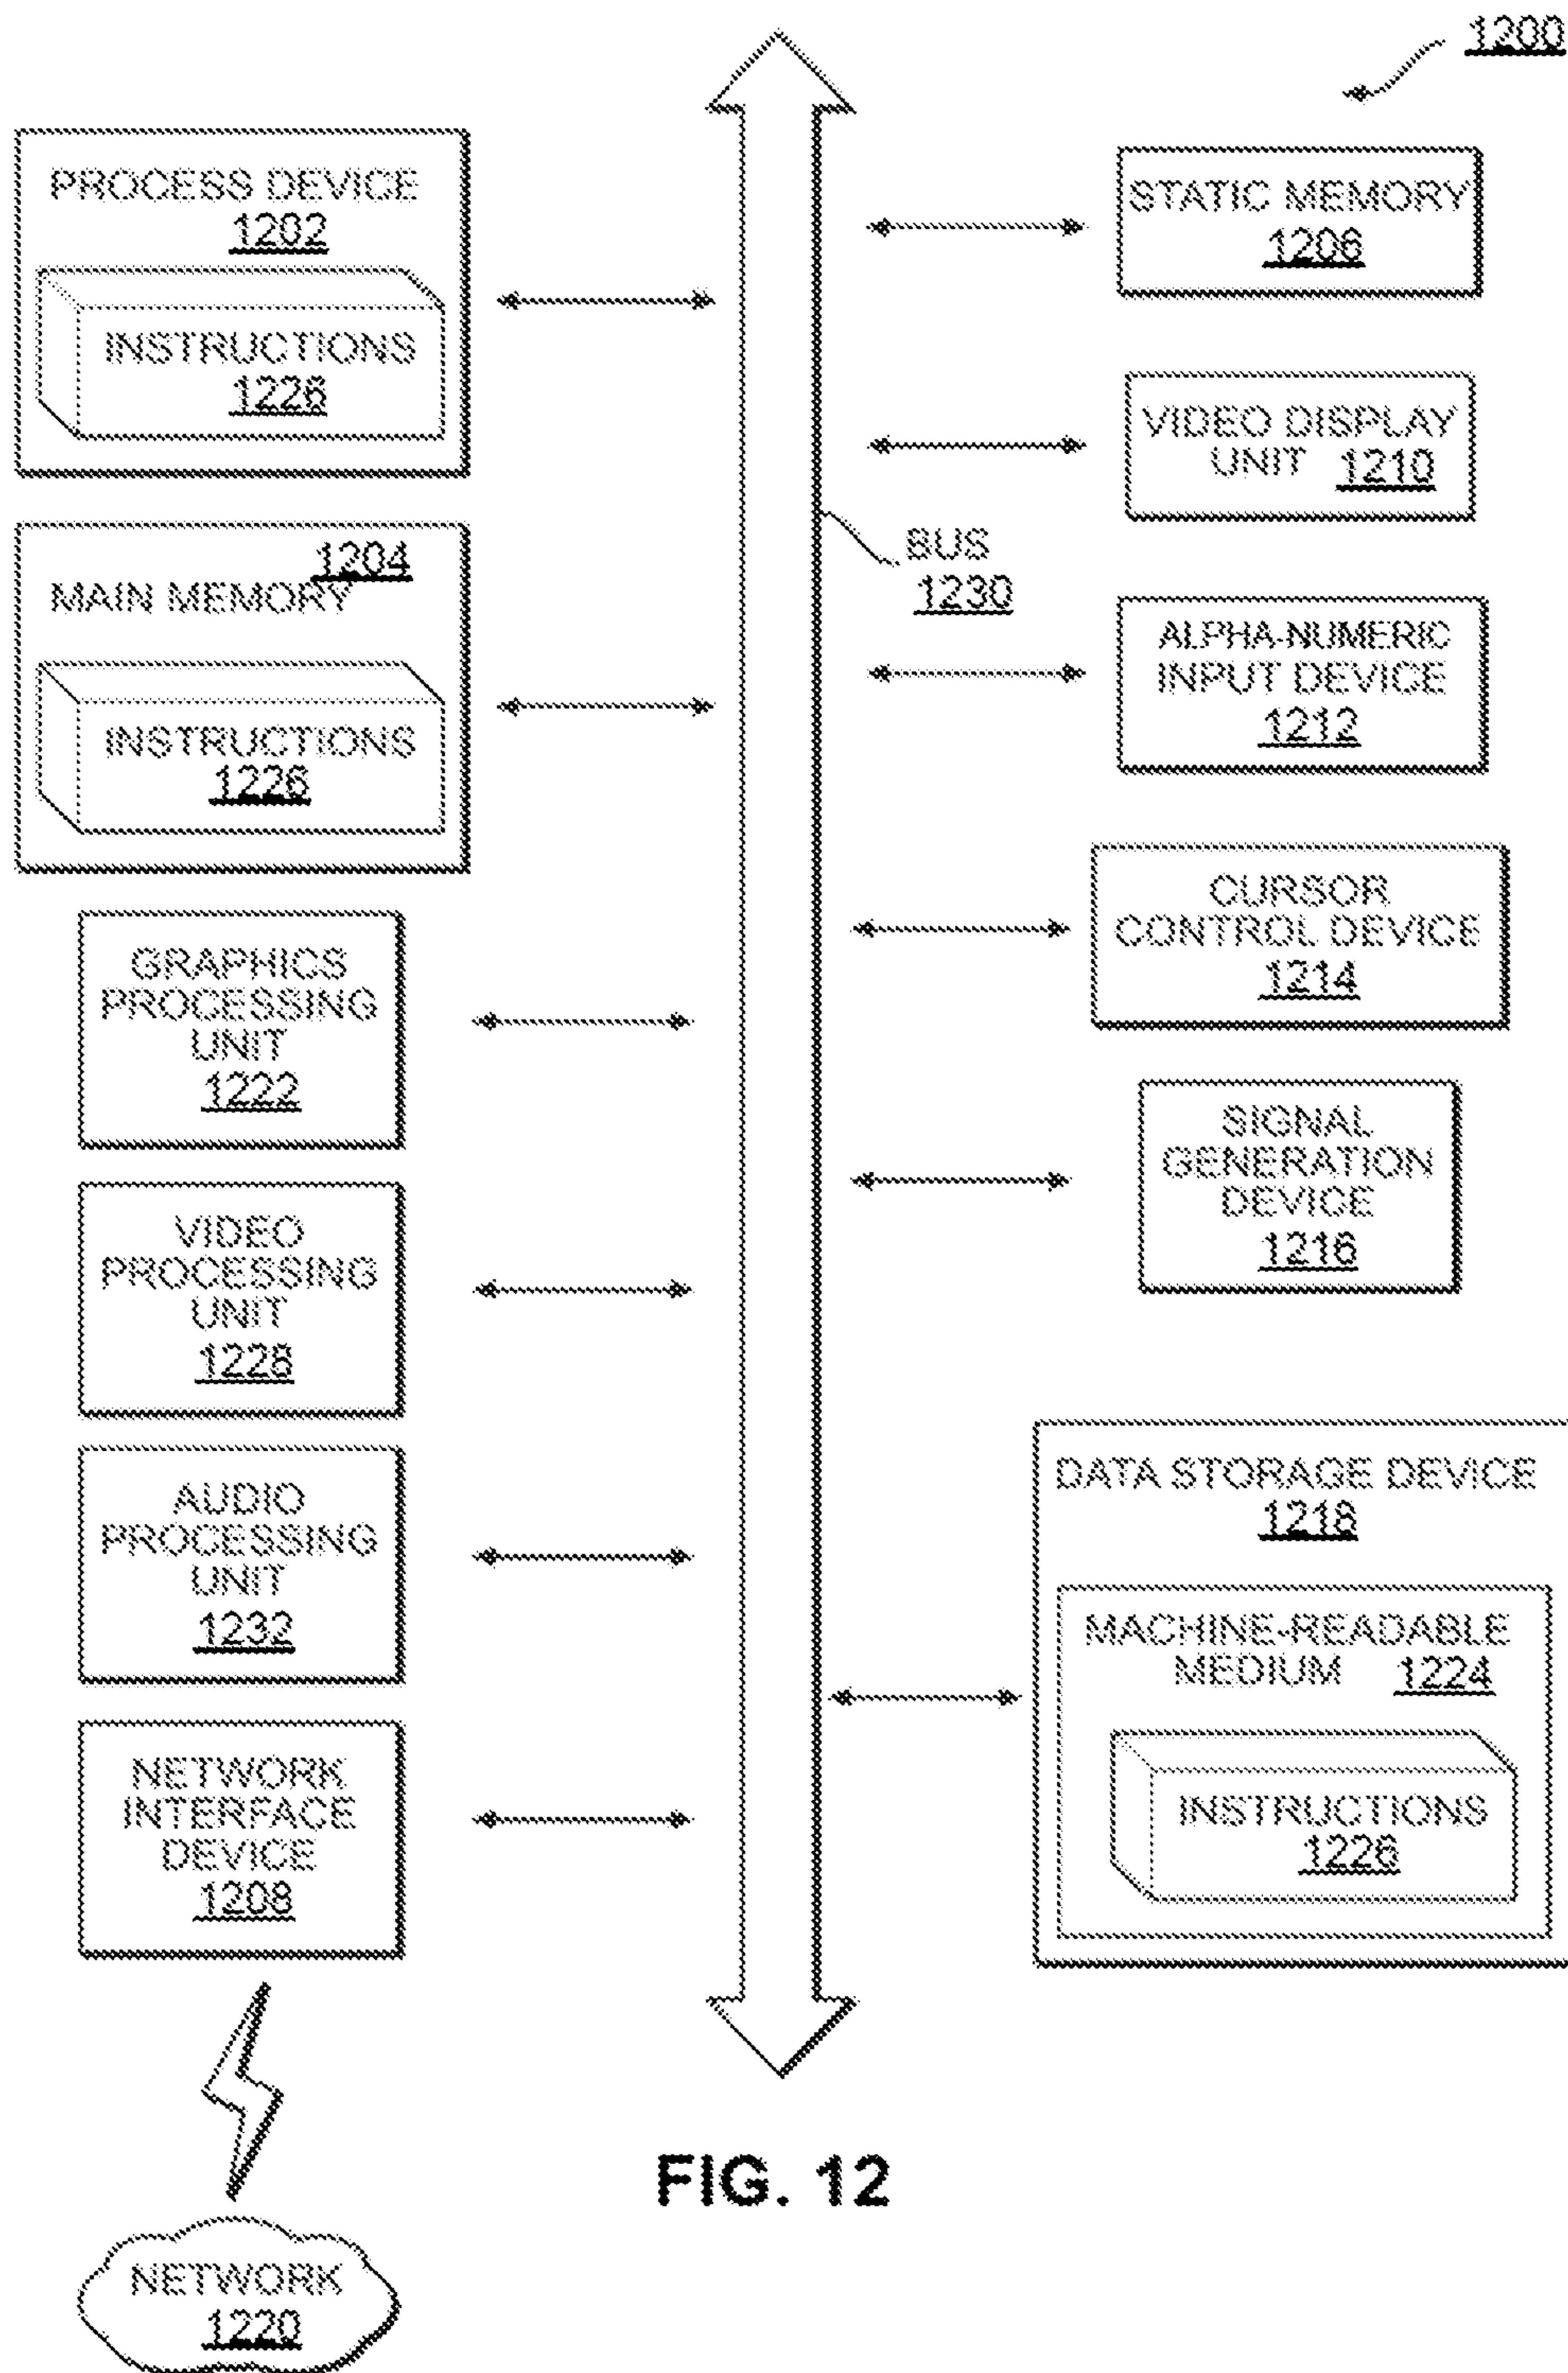 1200
PROCESS DEVICE
1202
INSTRUCTIONS
1226
1204
MAIN MEMORY
INSTRUCTIONS
1226
GRAPHICS
PROCESSING
UNIT
1222
VIDEO
PROCESSING
UNIT
1228
AUDIO
PROCESSING
UNIT
1232
NETWORK
INTERFACE
DEVICE
1208
NETWORK
1220
BUS
1230
STATIC MEMORY
1206
VIDEO DISPLAY
UNIT 1210
ALPHA-NUMERIC
INPUT DEVICE
1212
CURSOR
CONTROL DEVICE
1214
SIGNAL
GENERATION
DEVICE
1216
DATA STORAGE DEVICE
1218
MACHINE-READABLE
MEDIUM 1224
INSTRUCTIONS
1226
FIG. 12